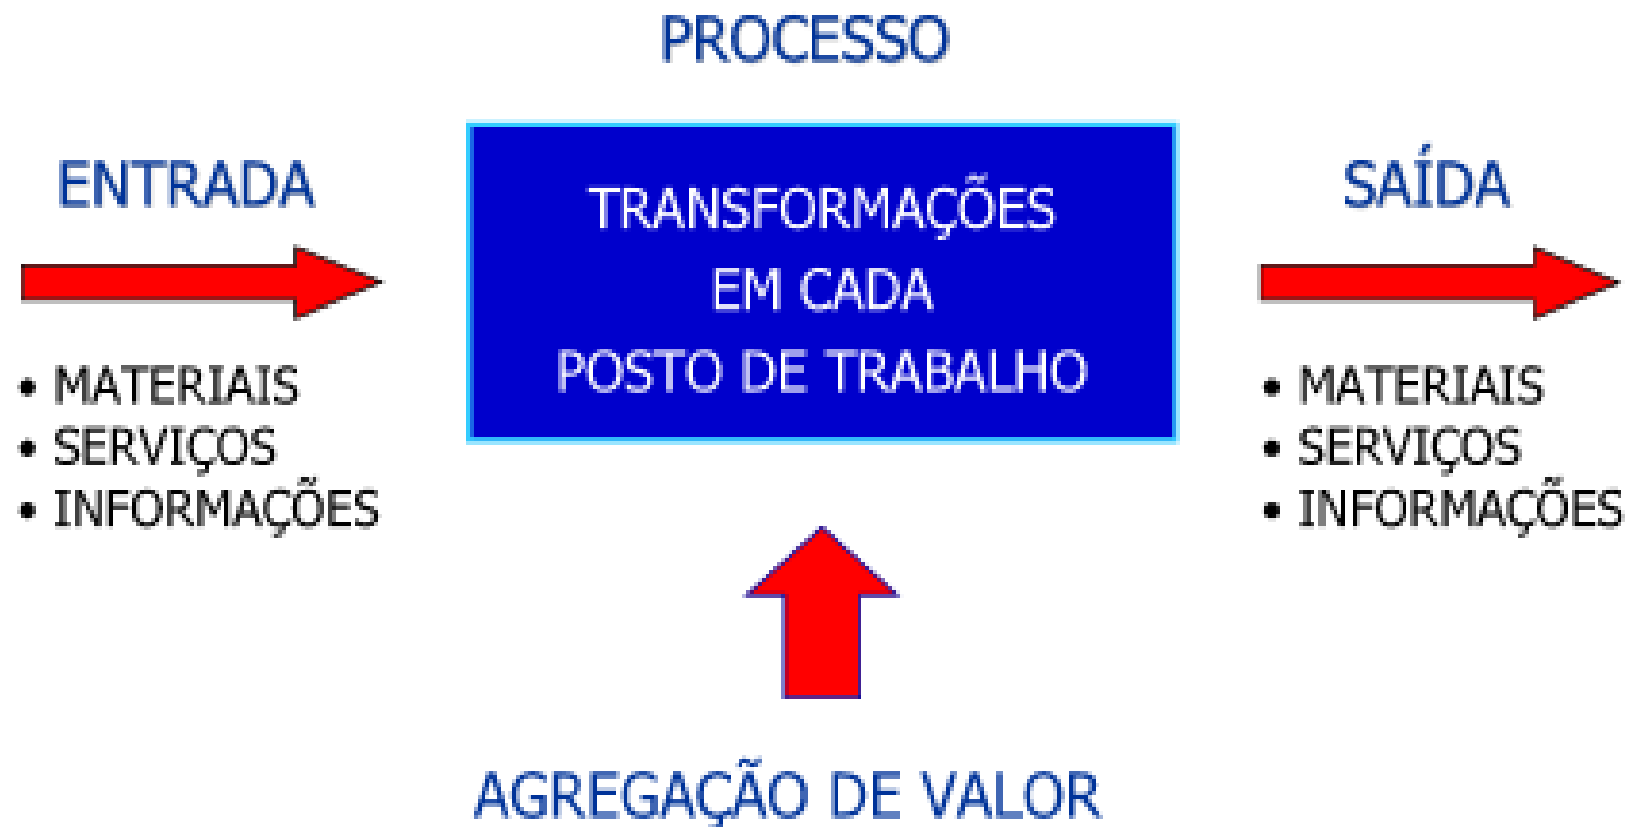 PROCESSO
ENTRADA
• MATERIAIS
• SERVIÇOS
• INFORMAÇÕES
TRANSFORMAÇÕES
EM CADA
POSTO DE TRABALHO
SAÍDA
• MATERIAIS
• SERVIÇOS
• INFORMAÇÕES
AGREGAÇÃO DE VALOR